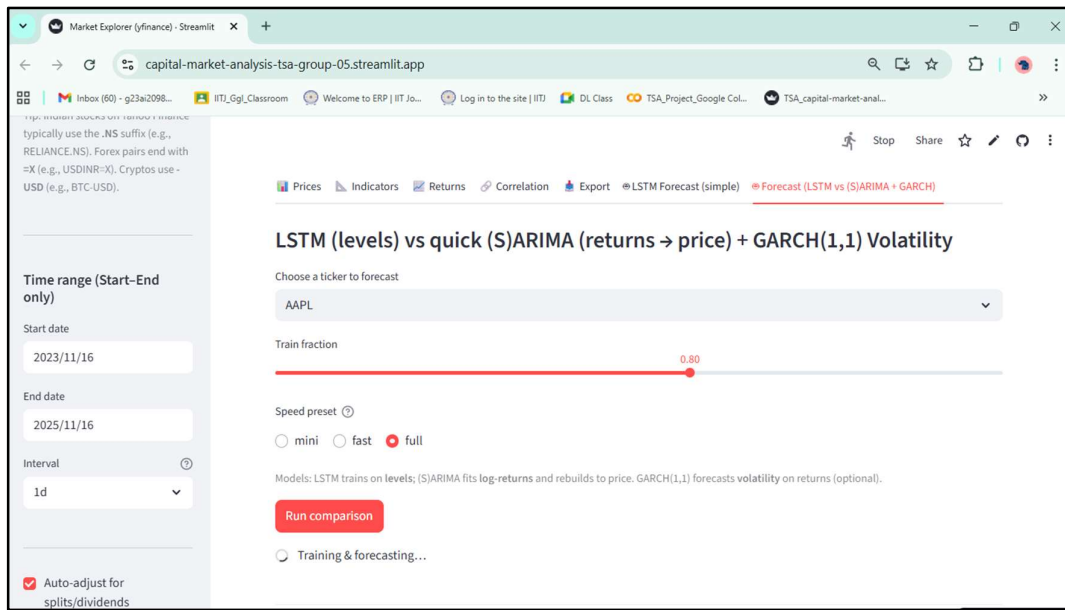 Market Explorer (yfinance) · Streamlit
capital-market-analysis-tsa-group-05.streamlit.app
Inbox (60) - g23ai2098...
IITJ_Ggl_Classroom
Welcome to ERP | IIT Jo...
Log in to the site | IITJ
DL Class
TSA_Project_Google Col...
TSA_capital-market-anal...
Tip: Indian stocks on Yahoo Finance
typically use the .NS suffix (e.g.,
RELIANCE.NS). Forex pairs end with
=X (e.g., USDINR=X). Cryptos use -
USD (e.g., BTC-USD).
Time range (Start–End
only)
Start date
2023/11/16
End date
2025/11/16
Interval
1d
Auto-adjust for
splits/dividends
Stop
Share
Prices
Indicators
Returns
Correlation
Export
LSTM Forecast (simple)
Forecast (LSTM vs (S)ARIMA + GARCH)
LSTM (levels) vs quick (S)ARIMA (returns → price) + GARCH(1,1) Volatility
Choose a ticker to forecast
AAPL
Train fraction
0.80
Speed preset
mini
fast
full
Models: LSTM trains on levels; (S)ARIMA fits log-returns and rebuilds to price. GARCH(1,1) forecasts volatility on returns (optional).
Run comparison
Training & forecasting...